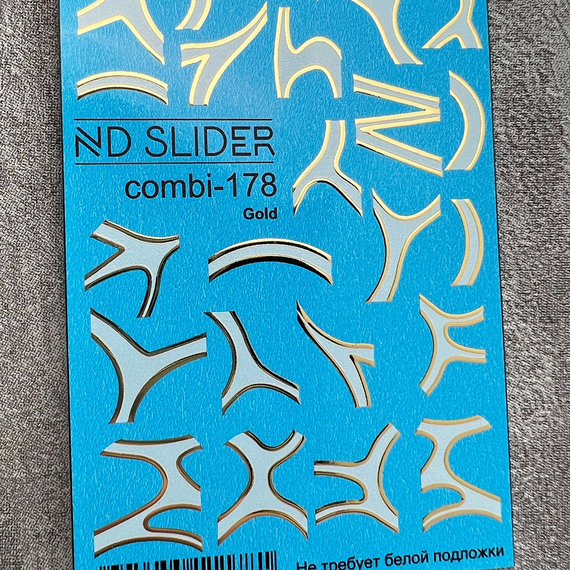 ND SLIDER
combi-178
Gold
Не требует белой подложки